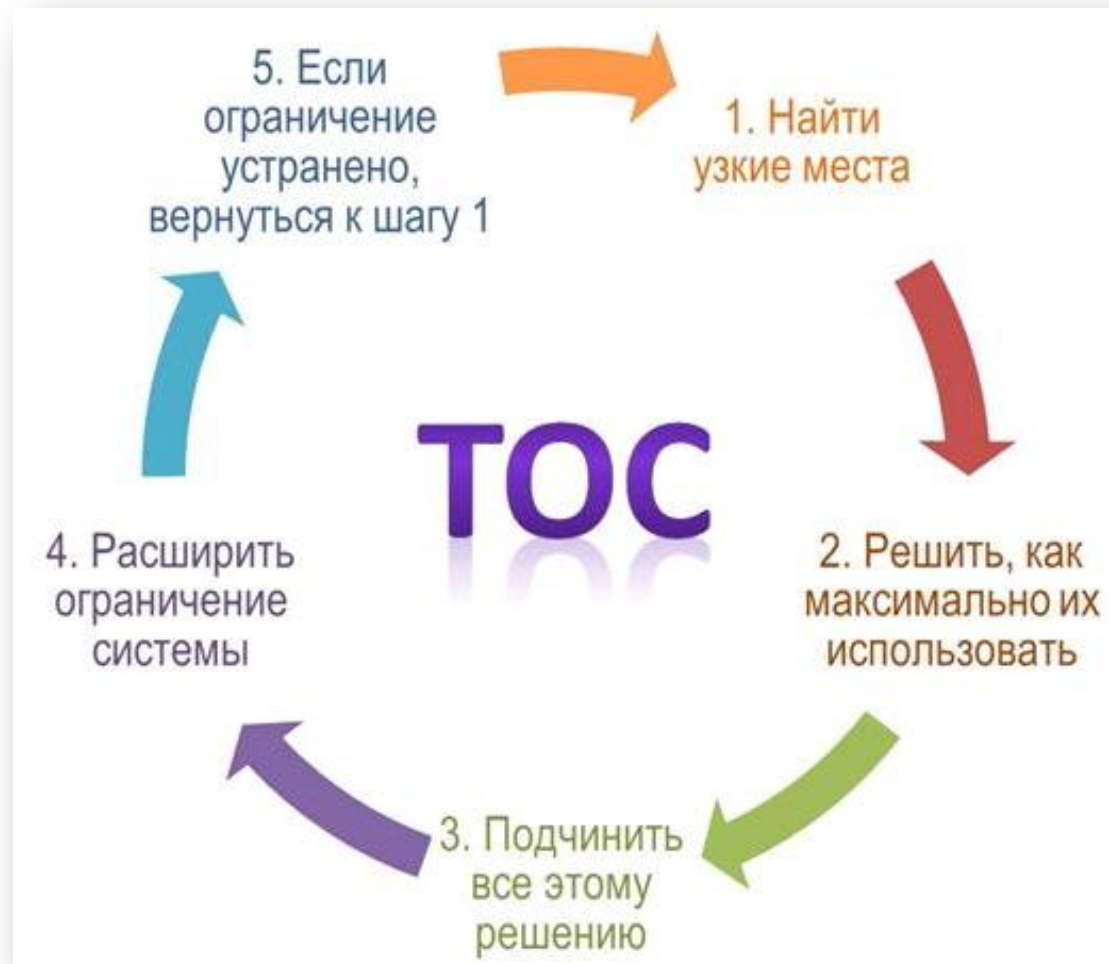 1. Найти
узкие места
2. Решить, как
максимально их
использовать
3. Подчинить
все этому
решению
4. Расширить
ограничение
системы
5. Если
ограничение
устранено,
вернуться к шагу 1
ТОС